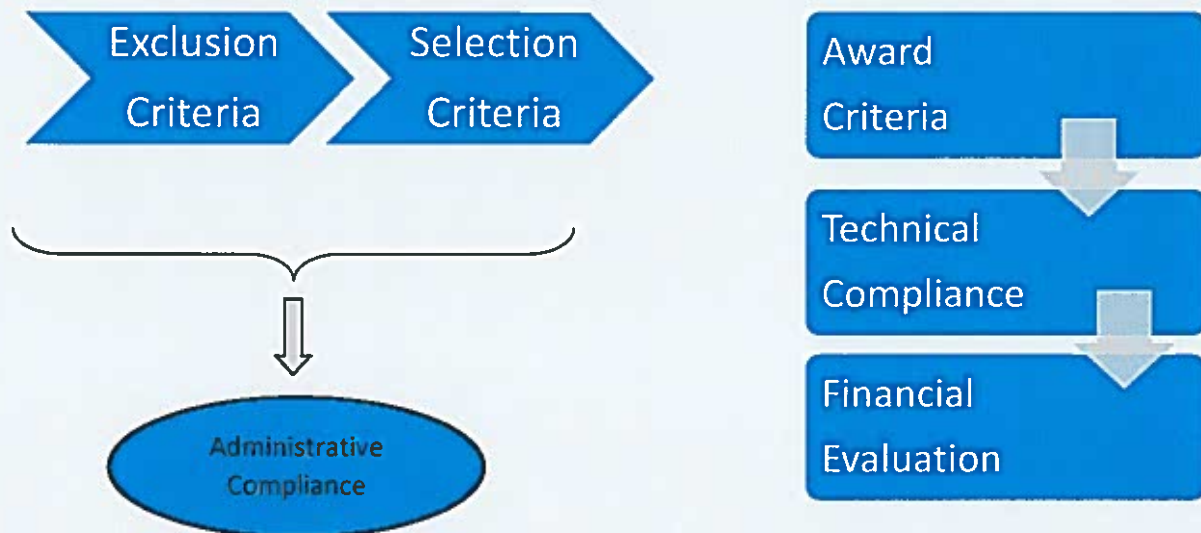 Exclusion
Criteria
Selection
Criteria
Administrative
Compliance
Award
Criteria
Technical
Compliance
Financial
Evaluation